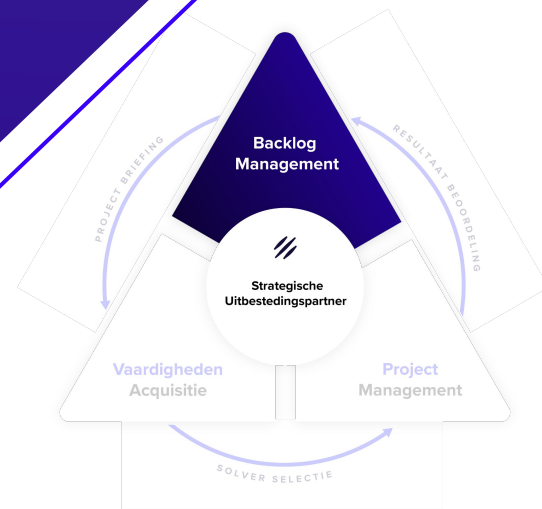 Backlog
Management
PROJECT BRIEFING
RESULTAAT BEOORDELING
Strategische
Uitbestedingspartner
Vaardigheden
Acquisitie
Project
Management
SOLVER SELECTIE